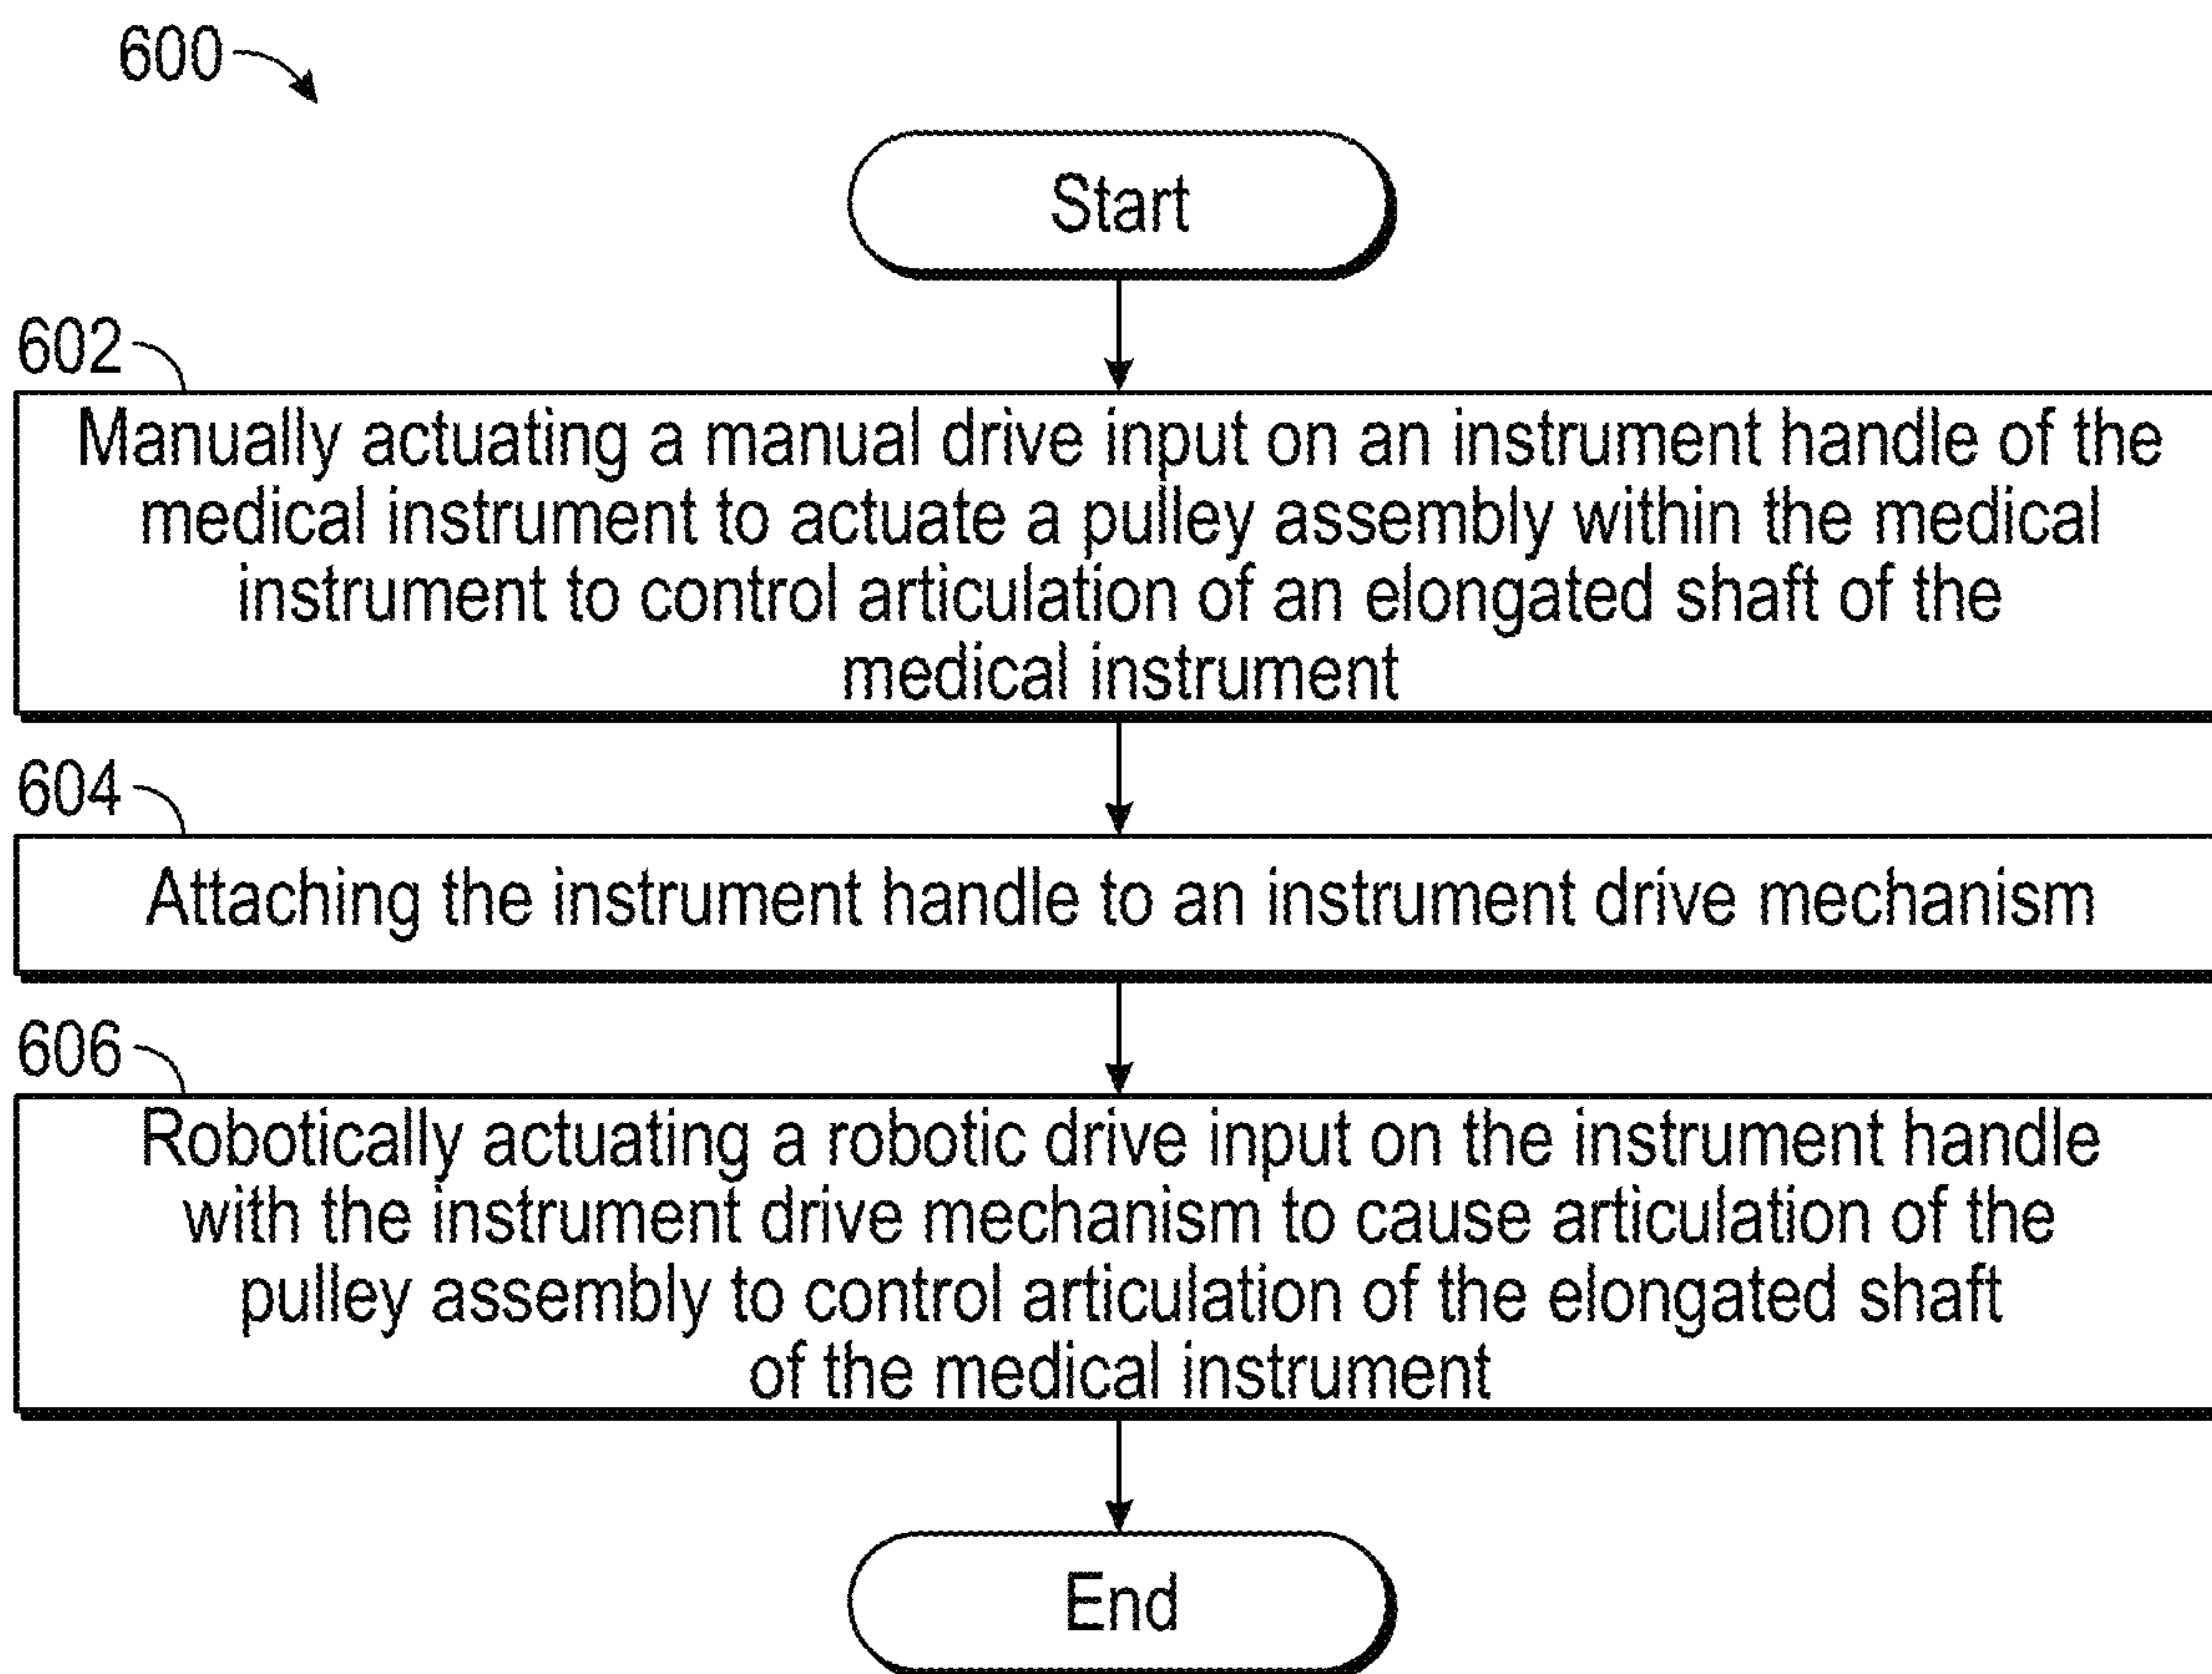 600
Start
602
Manually actuating a manual drive input on an instrument handle of the
medical instrument to actuate a pulley assembly within the medical
instrument to control articulation of an elongated shaft of the
medical instrument
604
Attaching the instrument handle to an instrument drive mechanism
606
Robotically actuating a robotic drive input on the instrument handle
with the instrument drive mechanism to cause articulation of the
pulley assembly to control articulation of the elongated shaft
of the medical instrument
End